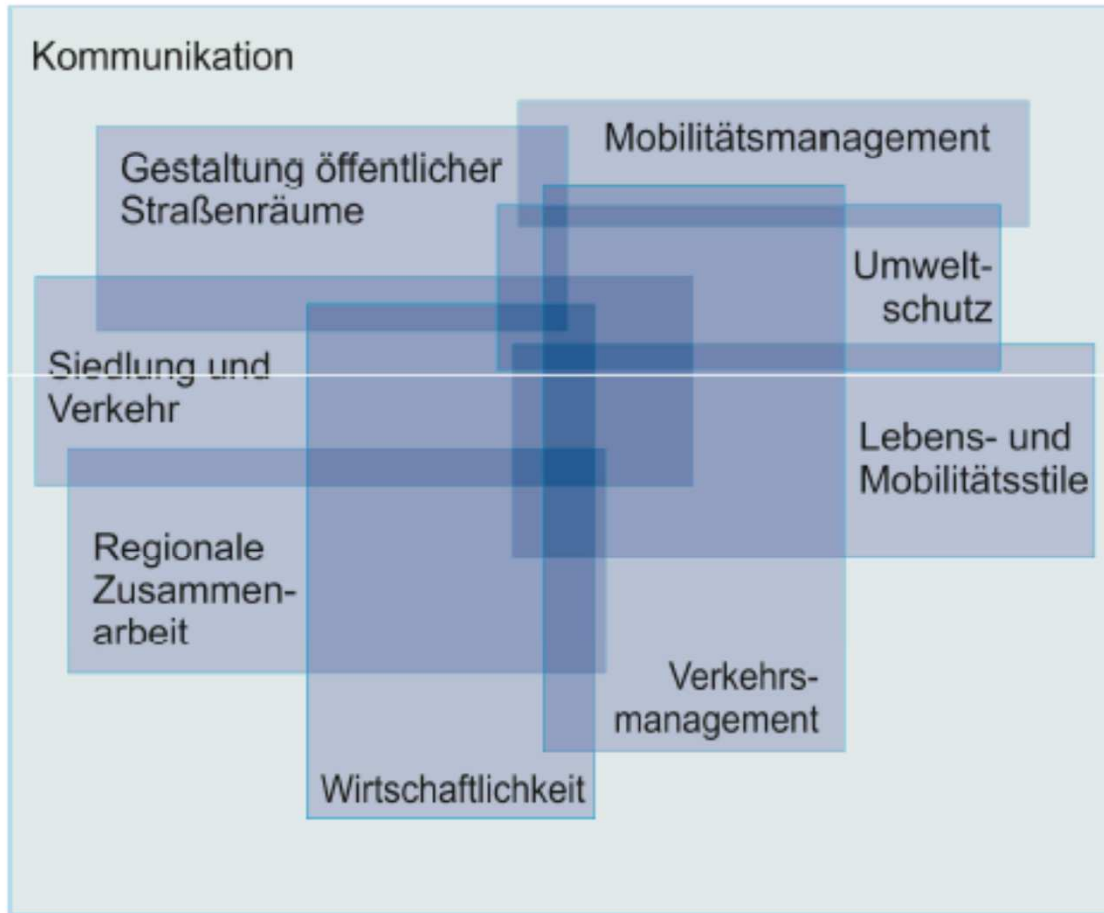 Kommunikation
Mobilitätsmanagement
Gestaltung öffentlicher
Straßenräume
Umwelt-
schutz
Siedlung und
Verkehr
Lebens- und
Mobilitätsstile
Regionale
Zusammen-
arbeit
Verkehrs-
management
Wirtschaftlichkeit